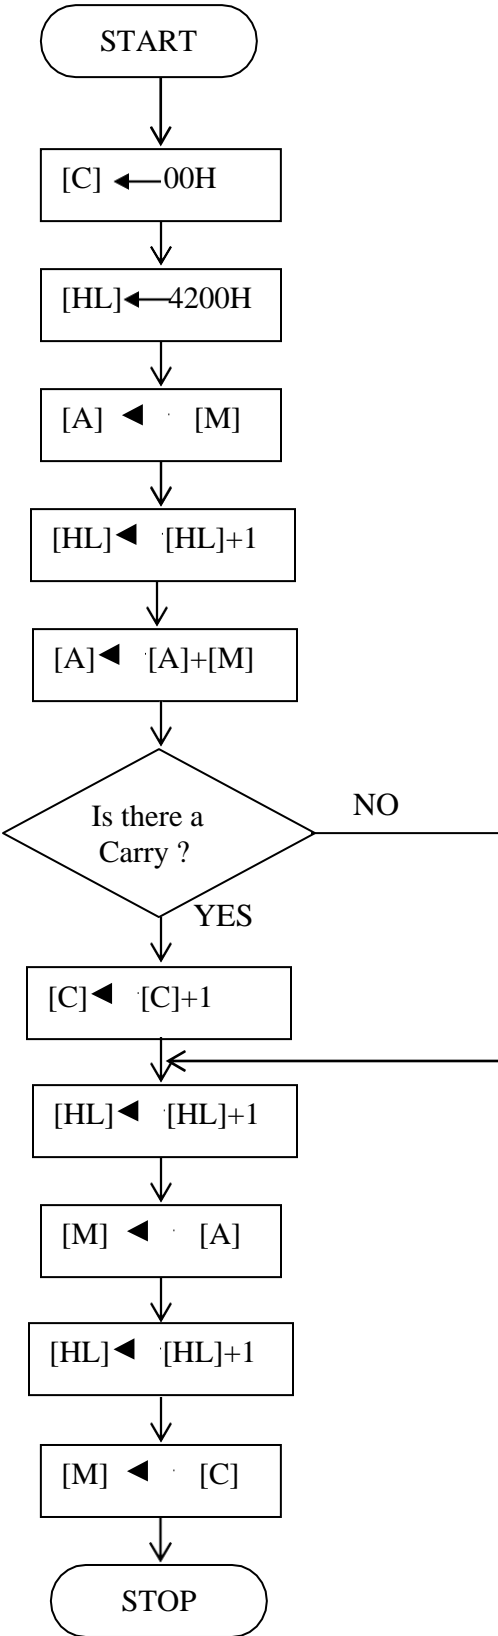 START
[C] ← 00H
[HL] ← 4200H
[A] ◄ [M]
[HL] ◄ [HL]+1
[A] ◄ [A]+[M]
Is there a
Carry ?
NO
YES
[C] ◄ [C]+1
[HL] ◄ [HL]+1
[M] ◄ [A]
[HL] ◄ [HL]+1
[M] ◄ [C]
STOP